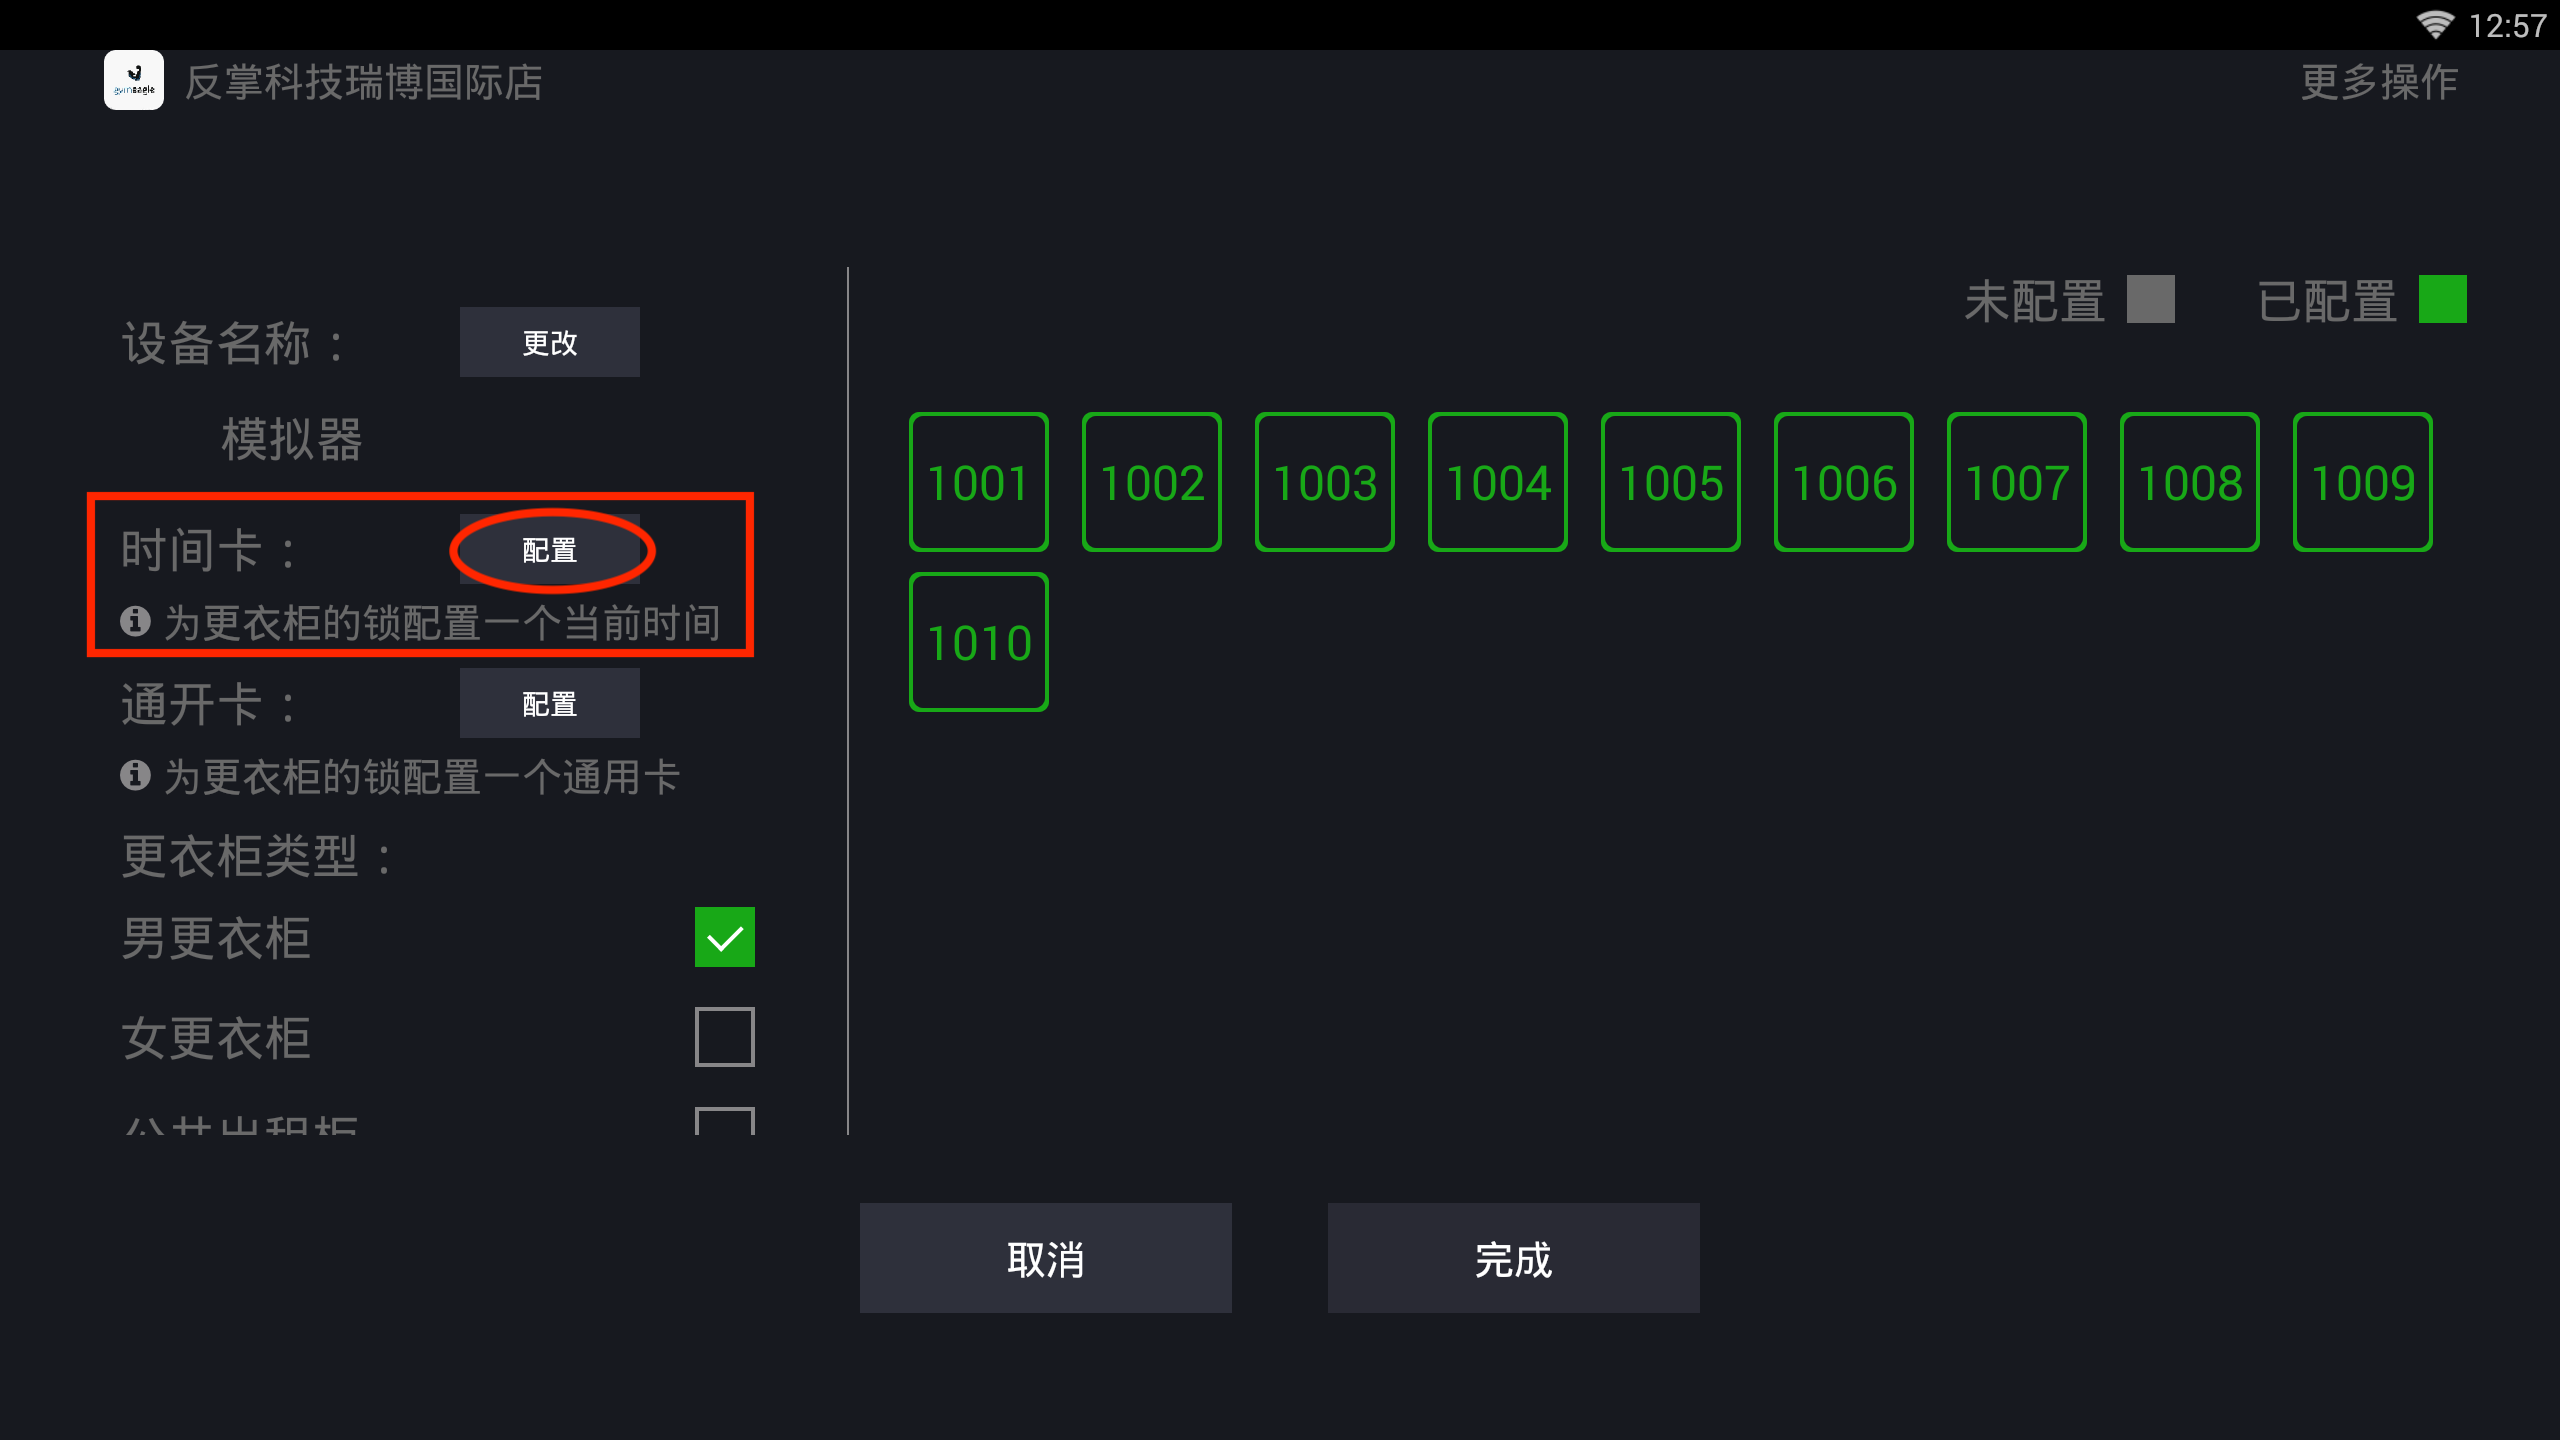 12:57
gymeagle
反掌科技瑞博国际店
更多操作
未配置
已配置
设备名称：
更改
模拟器
时间卡：
配置
为更衣柜的锁配置一个当前时间
通开卡：
配置
为更衣柜的锁配置一个通用卡
更衣柜类型：
男更衣柜
女更衣柜
公共出租柜
1001 1002 1003 1004 1005 1006 1007 1008 1009
1010
取消
完成